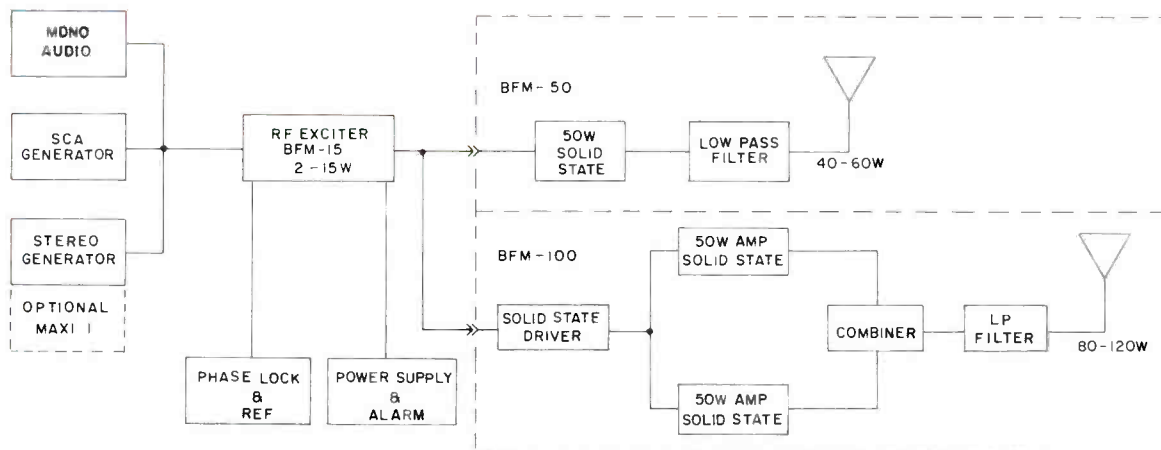 MONO
AUDIO
SCA
GENERATOR
STEREO
GENERATOR
OPTIONAL
MAXI I
RF EXCITER
BFM-15
2-15W
PHASE LOCK
&
REF
POWER SUPPLY
&
ALARM
BFM-50
50W
SOLID
STATE
LOW PASS
FILTER
40-60W
BFM-100
SOLID STATE
DRIVER
50W AMP
SOLID STATE
50W AMP
SOLID STATE
COMBINER
LP
FILTER
80-120W